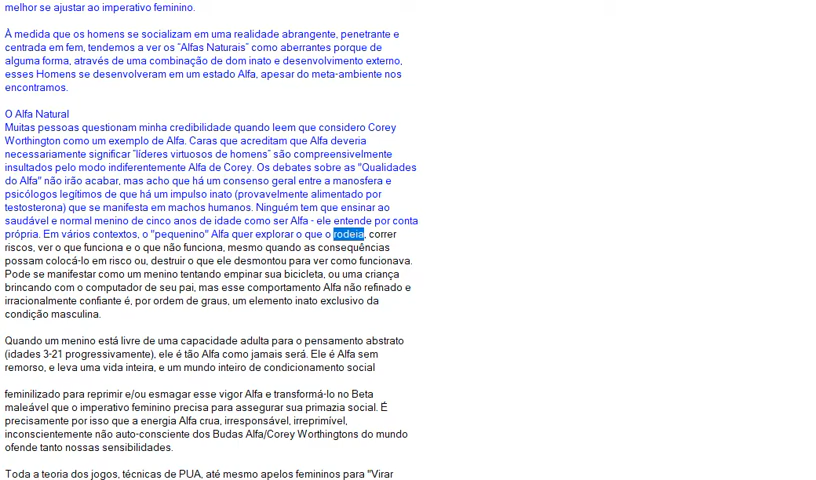 melhor se ajustar ao imperativo feminino.
À medida que os homens se socializam em uma realidade abrangente, penetrante e
centrada em fem, tendemos a ver os "Alfas Naturais" como aberrantes porque de
alguma forma, através de uma combinação de dom inato e desenvolvimento externo,
esses Homens se desenvolveram em um estado Alfa, apesar do meta-ambiente nos
encontramos.
O Alfa Natural
Muitas pessoas questionam minha credibilidade quando leem que considero Corey
Worthington como um exemplo de Alfa. Caras que acreditam que Alfa deveria
necessariamente significar "líderes virtuosos de homens" são compreensivelmente
insultados pelo modo indiferentemente Alfa de Corey. Os debates sobre as "Qualidades
do Alfa" não irão acabar, mas acho que há um consenso geral entre a manosfera e
psicólogos legítimos de que há um impulso inato (provavelmente alimentado por
testosterona) que se manifesta em machos humanos. Ninguém tem que ensinar ao
saudável e normal menino de cinco anos de idade como ser Alfa - ele entende por conta
própria. Em vários contextos, o "pequenino" Alfa quer explorar o que o rodeia, correr
riscos, ver o que funciona e o que não funciona, mesmo quando as consequências
possam colocá-lo em risco ou, destruir o que ele desmontou para ver como funcionava.
Pode se manifestar como um menino tentando empinar sua bicicleta, ou uma criança
brincando com o computador de seu pai, mas esse comportamento Alfa não refinado e
irracionalmente confiante é, por ordem de graus, um elemento inato exclusivo da
condição masculina.
Quando um menino está livre de uma capacidade adulta para o pensamento abstrato
(idades 3-21 progressivamente), ele é tão Alfa como jamais será. Ele é Alfa sem
remorso, e leva uma vida inteira, e um mundo inteiro de condicionamento social
feminilizado para reprimir e/ou esmagar esse vigor Alfa e transformá-lo no Beta
maleável que o imperativo feminino precisa para assegurar sua primazia social. É
precisamente por isso que a energia Alfa crua, irresponsável, irreprimível,
inconscientemente não auto-consciente dos Budas Alfa/Corey Worthingtons do mundo
ofende tanto nossas sensibilidades.
Toda a teoria dos jogos, técnicas de PUA, até mesmo apelos femininos para "Virar